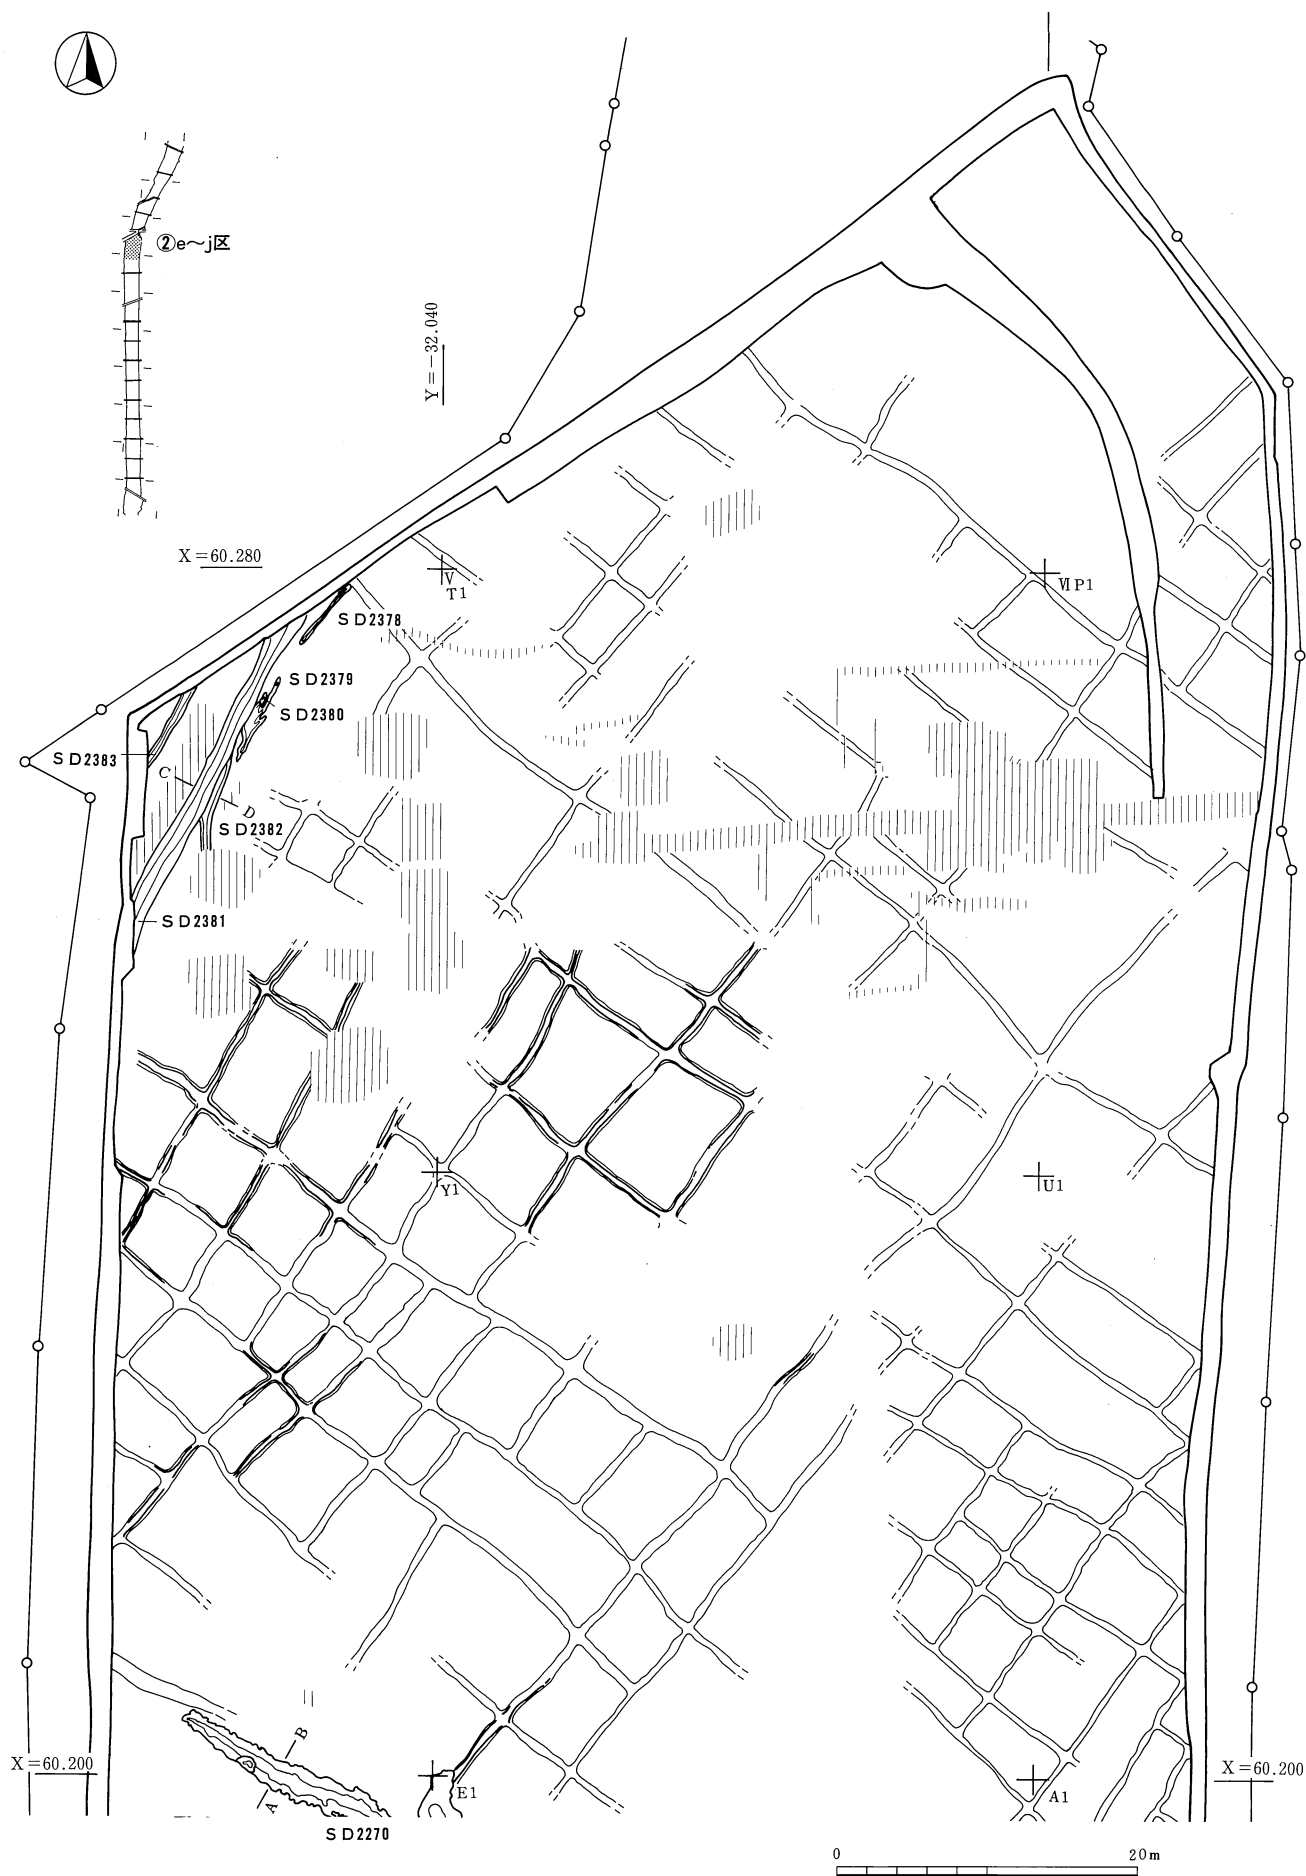 ②e～j区
Y=-32.040
X=60.280
V
T1
ⅥP1
SD2378
SD2379
SD2380
SD2383
C
D
SD2382
SD2381
Y1
U1
B
X=60.200
X=60.200
E1
A1
A
SD2270
0 20m